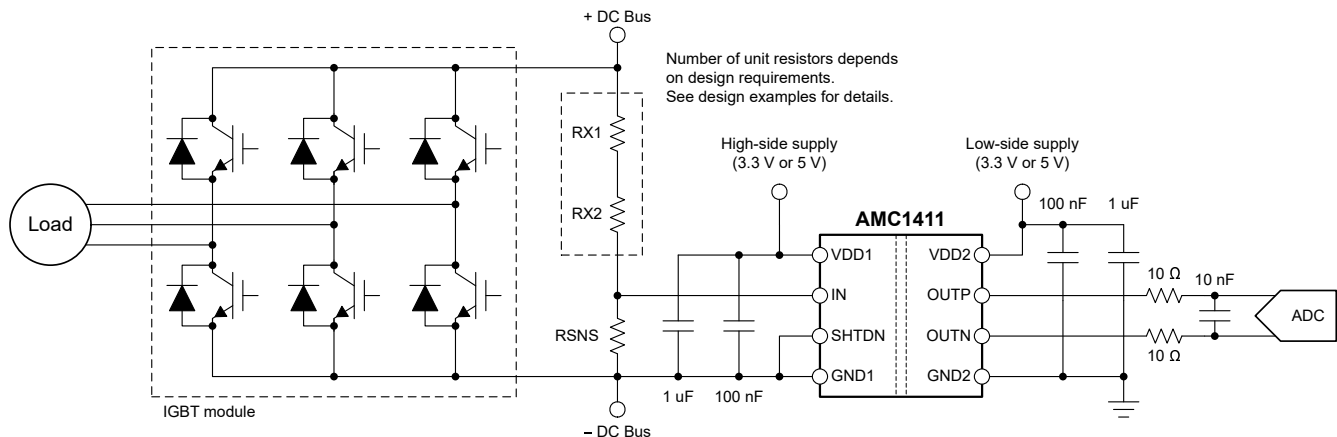 + DC Bus
Number of unit resistors depends
on design requirements.
See design examples for details.
RX1
High-side supply
(3.3 V or 5 V)
Low-side supply
(3.3 V or 5 V)
RX2
100 nF
1 uF
AMC1411
Load
VDD1
VDD2
10 Ω
10 nF
IN
OUTP
ADC
RSNS
SHTDN
OUTN
10 Ω
GND1
GND2
1 uF
100 nF
IGBT module
– DC Bus